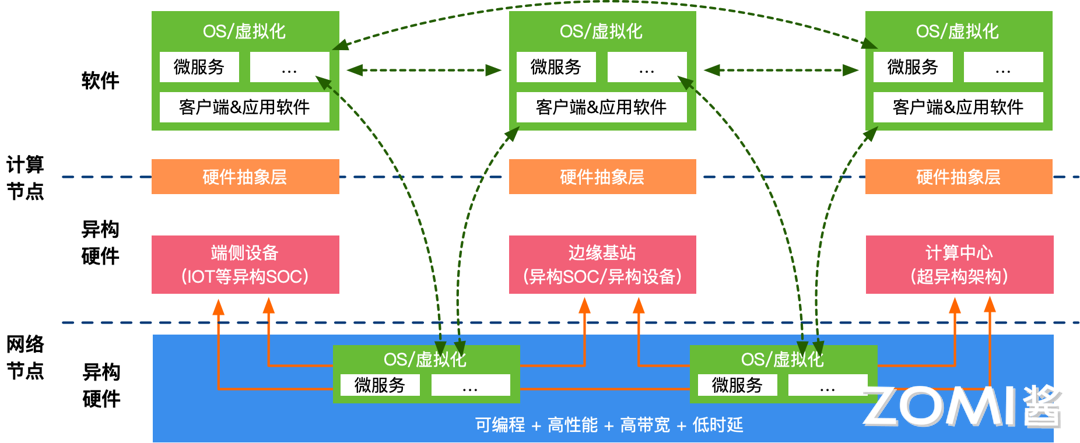 OS/虚拟化
OS/虚拟化
OS/虚拟化
软件
微服务
...
微服务
...
微服务
...
客户端&应用软件
客户端&应用软件
客户端&应用软件
计算
节点
硬件抽象层
硬件抽象层
硬件抽象层
异构
硬件
端侧设备
（IOT等异构SOC）
边缘基站
（异构SOC/异构设备）
计算中心
（超异构架构）
网络
节点
异构
硬件
OS/虚拟化
微服务
...
OS/虚拟化
微服务
...
可编程 + 高性能 + 高带宽 + 低时延
ZOMI酱